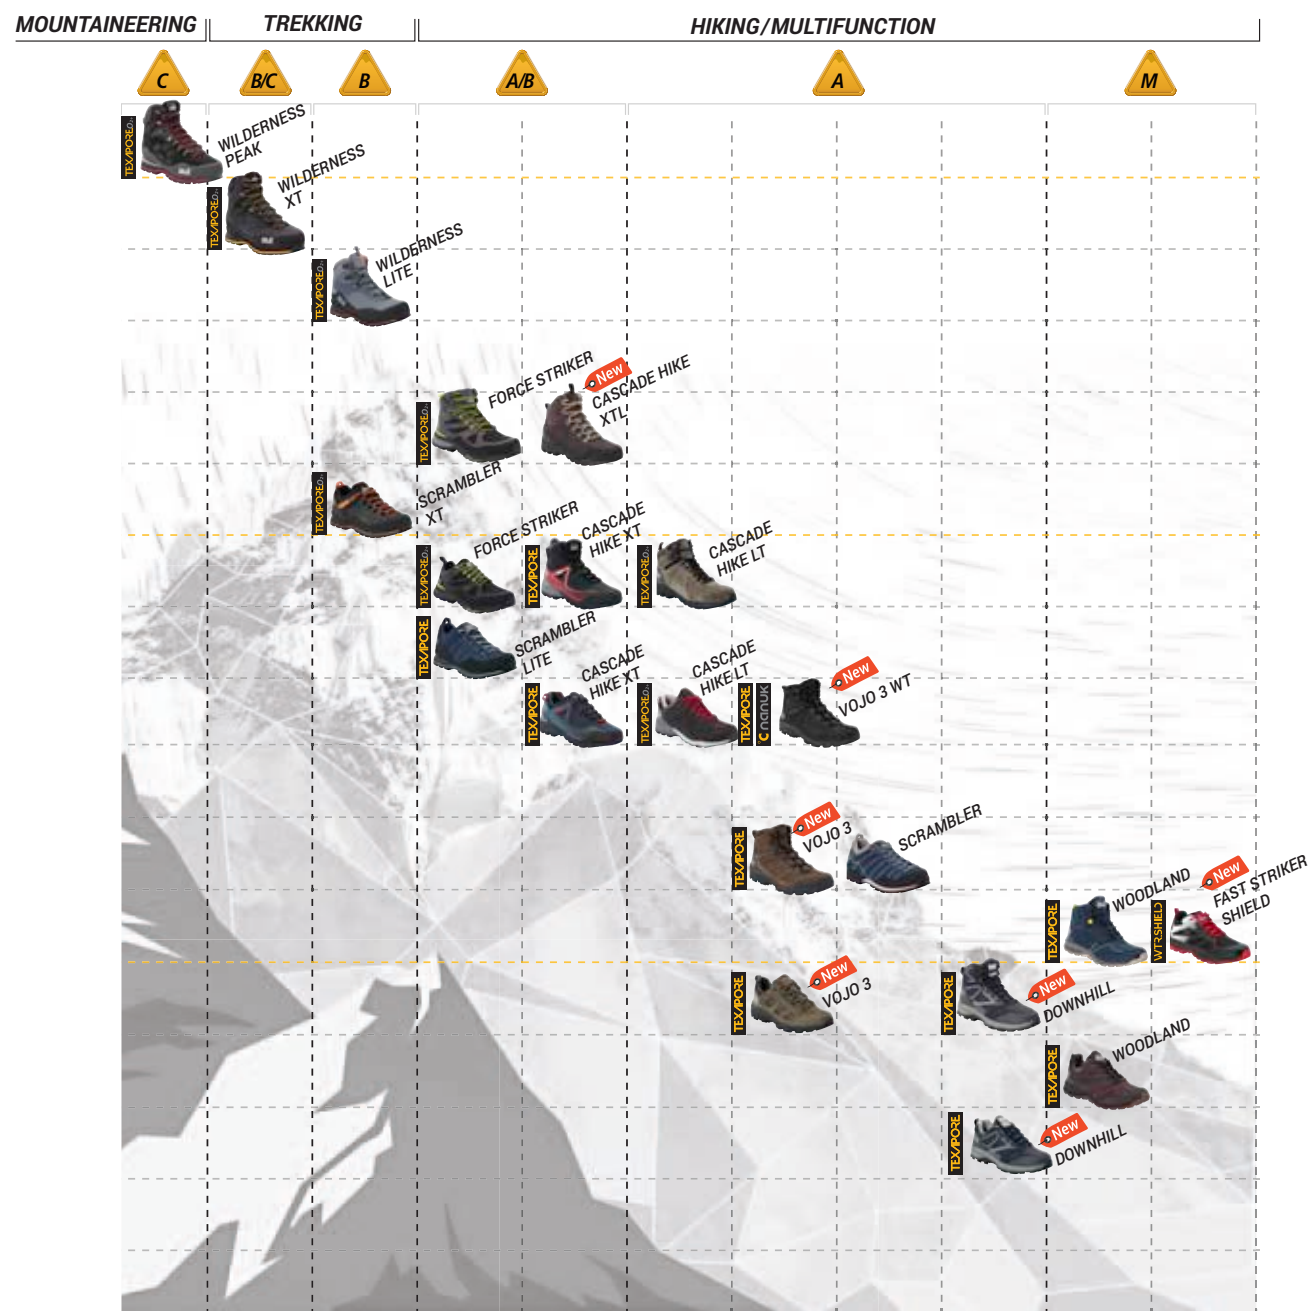 MOUNTAINEERING
TREKKING
HIKING/MULTIFUNCTION
C
B/C
B
A/B
A
M
TEXAPORE
WILDERNESS
PEAK
TEXAPORE
WILDERNESS
XT
TEXAPORE
WILDERNESS
LITE
TEXAPORE
FORCE STRIKER
New
CASCADE HIKE
XTL
TEXAPORE
SCRAMBLER
XT
TEXAPORE
FORCE STRIKER
TEXAPORE
CASCADE
HIKE XT
TEXAPORE
CASCADE
HIKE LT
TEXAPORE
SCRAMBLER
LITE
TEXAPORE
CASCADE
HIKE XT
TEXAPORE
CASCADE
HIKE LT
TEXAPORE
nanuk
New
VOJO 3 WT
TEXAPORE
New
VOJO 3
SCRAMBLER
TEXAPORE
WOODLAND
WTR.SHIELD
New
FAST STRIKER
SHIELD
TEXAPORE
New
VOJO 3
TEXAPORE
New
DOWNHILL
TEXAPORE
WOODLAND
TEXAPORE
New
DOWNHILL